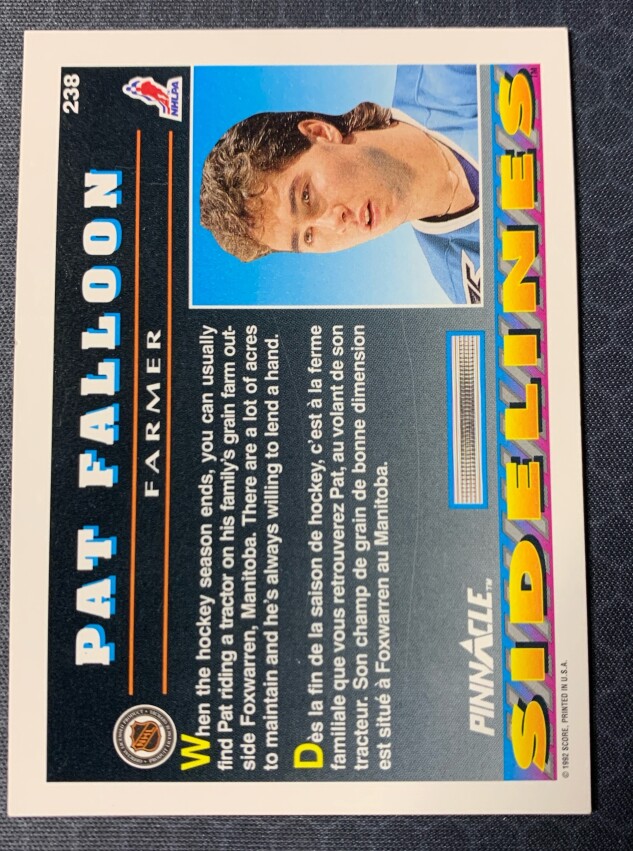 238
PAT FALLOON
NHLPA
FARMER
When the hockey season ends, you can usually
find Pat riding a tractor on his family's grain farm out-
side Foxwarren, Manitoba. There are a lot of acres
to maintain and he's always willing to lend a hand.
Dès la fin de la saison de hockey, c'est à la ferme
familiale que vous retrouverez Pat, au volant de son
tracteur. Son champ de grain de bonne dimension
est situé à Foxwarren au Manitoba.
NHL
PINNACLE™
SIDELINES™
© 1992 SCORE, PRINTED IN U.S.A.